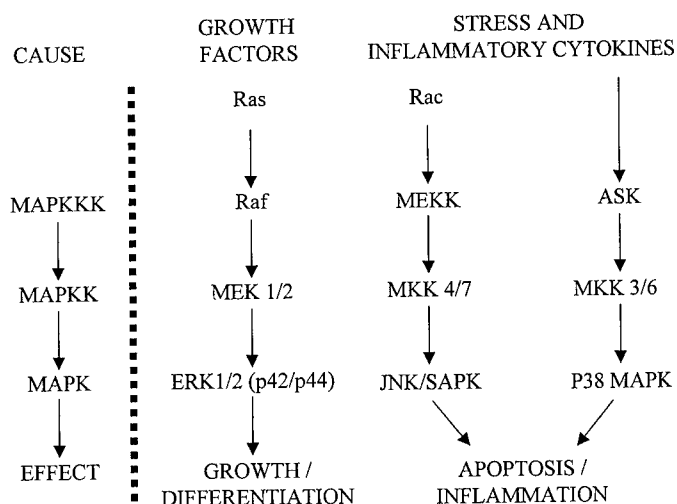 CAUSE
GROWTH
FACTORS
STRESS AND
INFLAMMATORY CYTOKINES
Ras
Rac
MAPKKK
Raf
MEKK
ASK
MAPKK
MEK 1/2
MKK 4/7
MKK 3/6
MAPK
ERK1/2 (p42/p44)
JNK/SAPK
P38 MAPK
EFFECT
GROWTH /
DIFFERENTIATION
APOPTOSIS /
INFLAMMATION